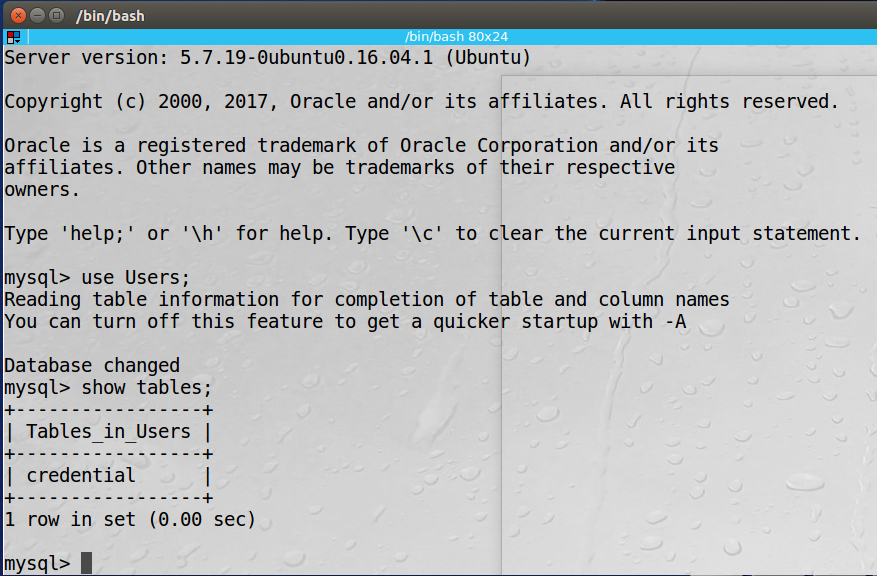 /bin/bash
/bin/bash 80x24
Server version: 5.7.19-0ubuntu0.16.04.1 (Ubuntu)
Copyright (c) 2000, 2017, Oracle and/or its affiliates. All rights reserved.
Oracle is a registered trademark of Oracle Corporation and/or its
affiliates. Other names may be trademarks of their respective
owners.
Type 'help;' or '\h' for help. Type '\c' to clear the current input statement.
mysql> use Users;
Reading table information for completion of table and column names
You can turn off this feature to get a quicker startup with -A
Database changed
mysql> show tables;
+-----------------+
| Tables_in_Users |
+-----------------+
| credential      |
+-----------------+
1 row in set (0.00 sec)
mysql>